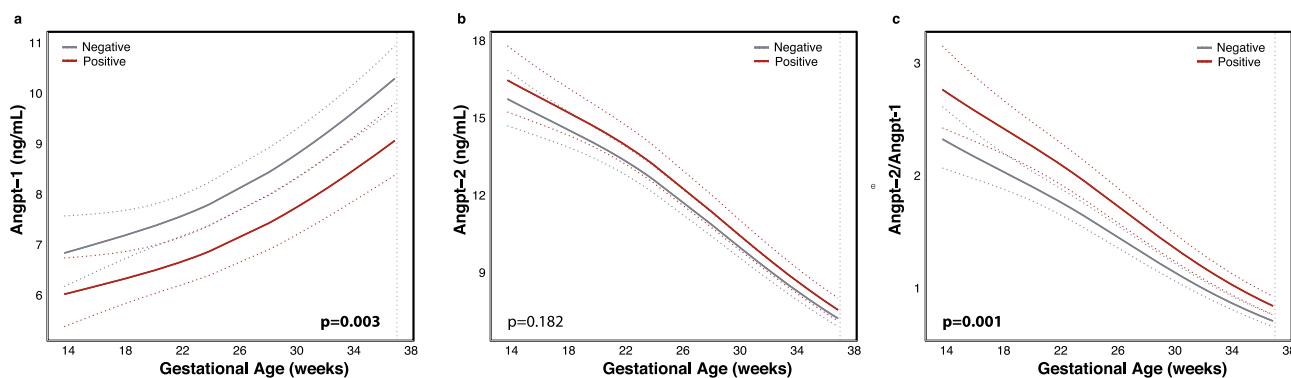 a
11
10
9
8
7
6
Angpt–1 (ng/mL)
Negative
Positive
p=0.003
14 18 22 26 30 34 38
Gestational Age (weeks)
b
18
15
12
9
Angpt–2 (ng/mL)
Negative
Positive
p=0.182
14 18 22 26 30 34 38
Gestational Age (weeks)
c
e
3
2
1
Angpt–2/Angpt-1
Negative
Positive
p=0.001
14 18 22 26 30 34 38
Gestational Age (weeks)